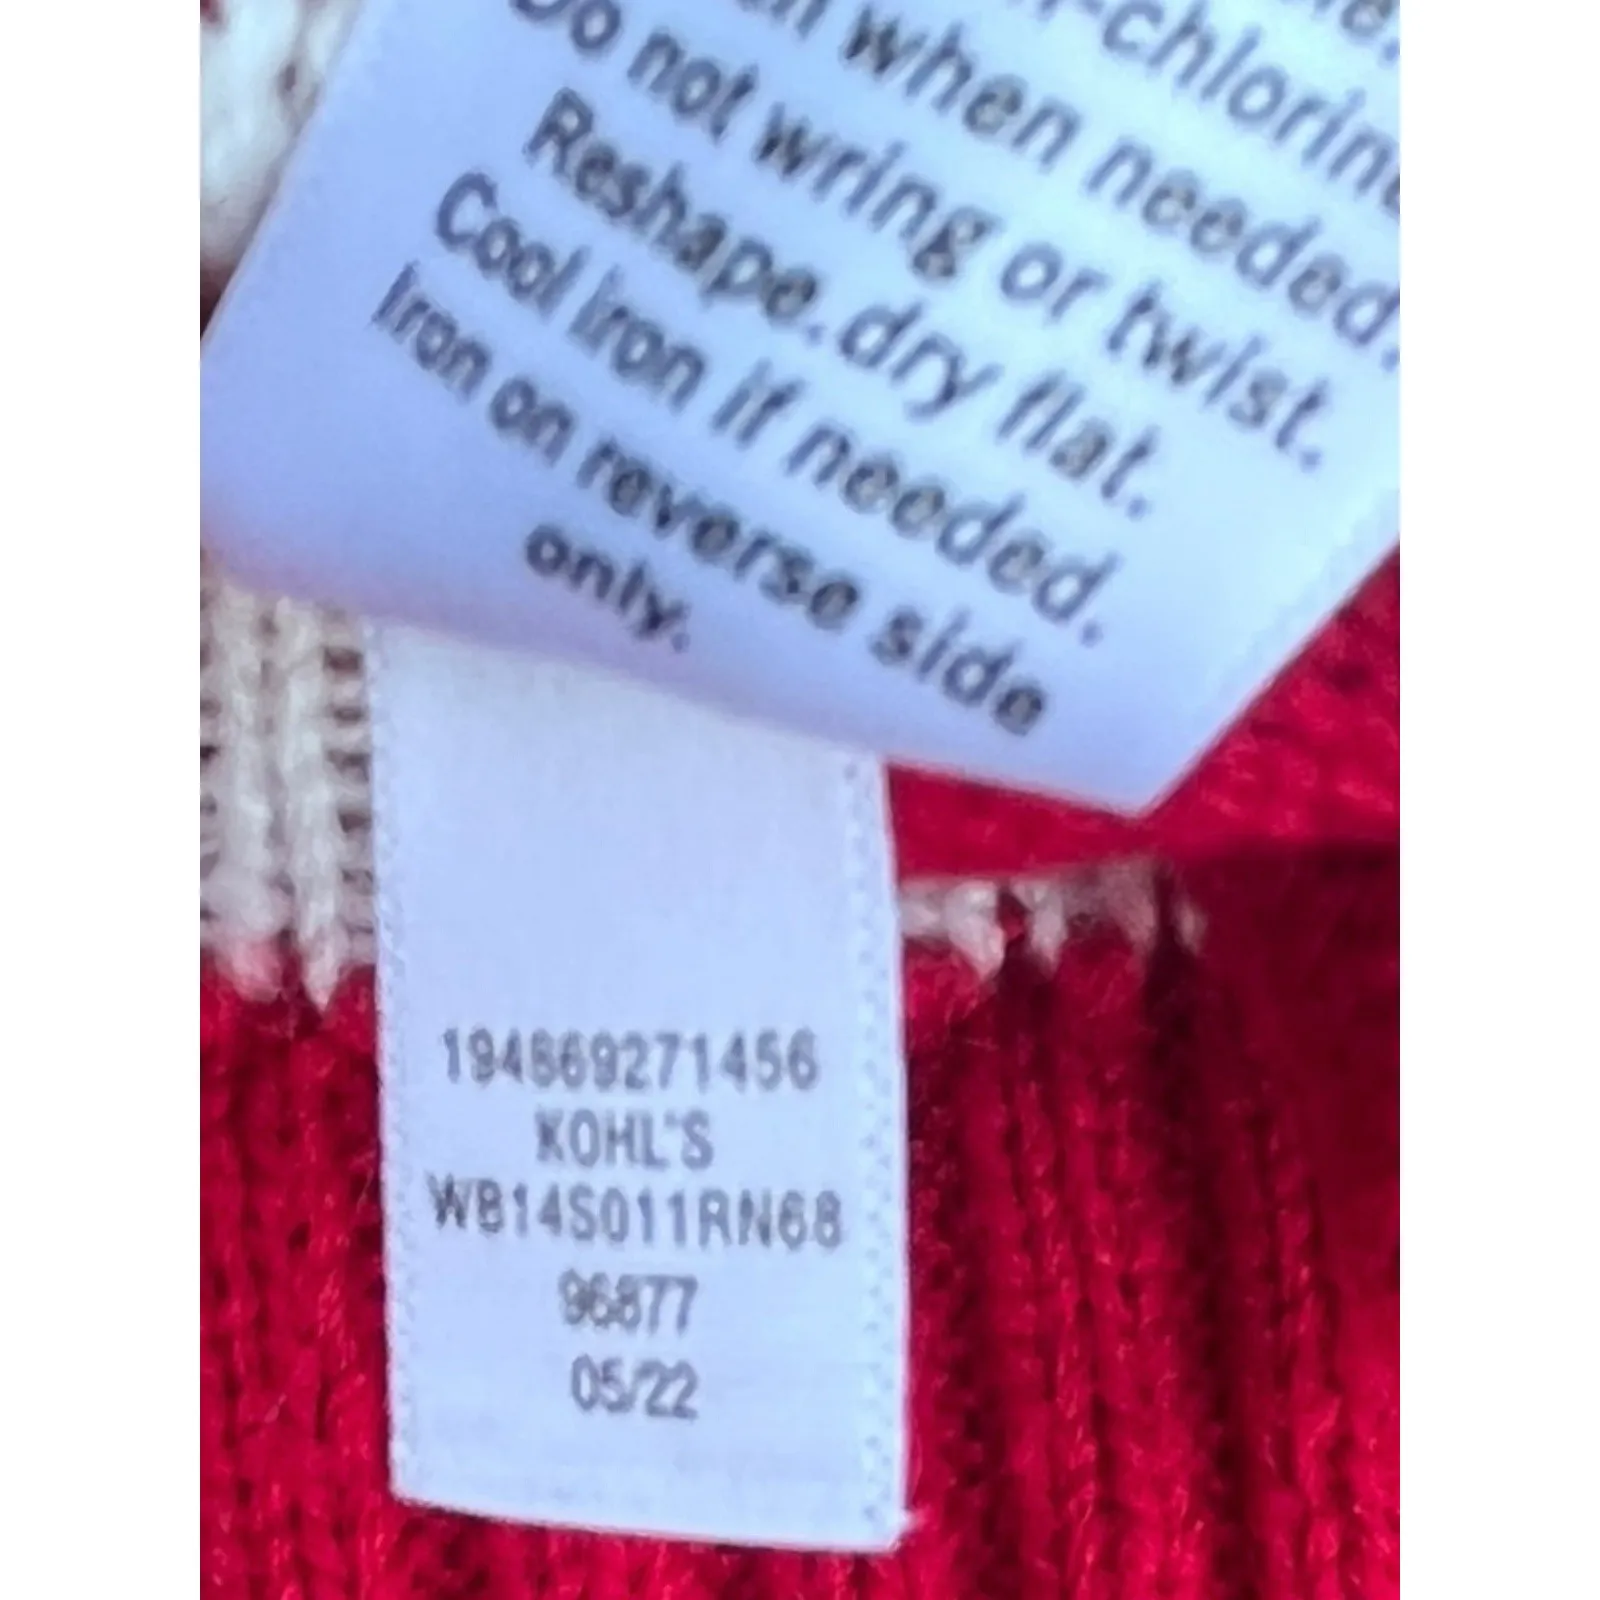 when needed.
Do not wring or twist.
Reshape. dry flat.
Cool iron if needed.
Iron on reverse side
only.
194869271456
KOHL'S
WB14S011RN68
96877
05/22